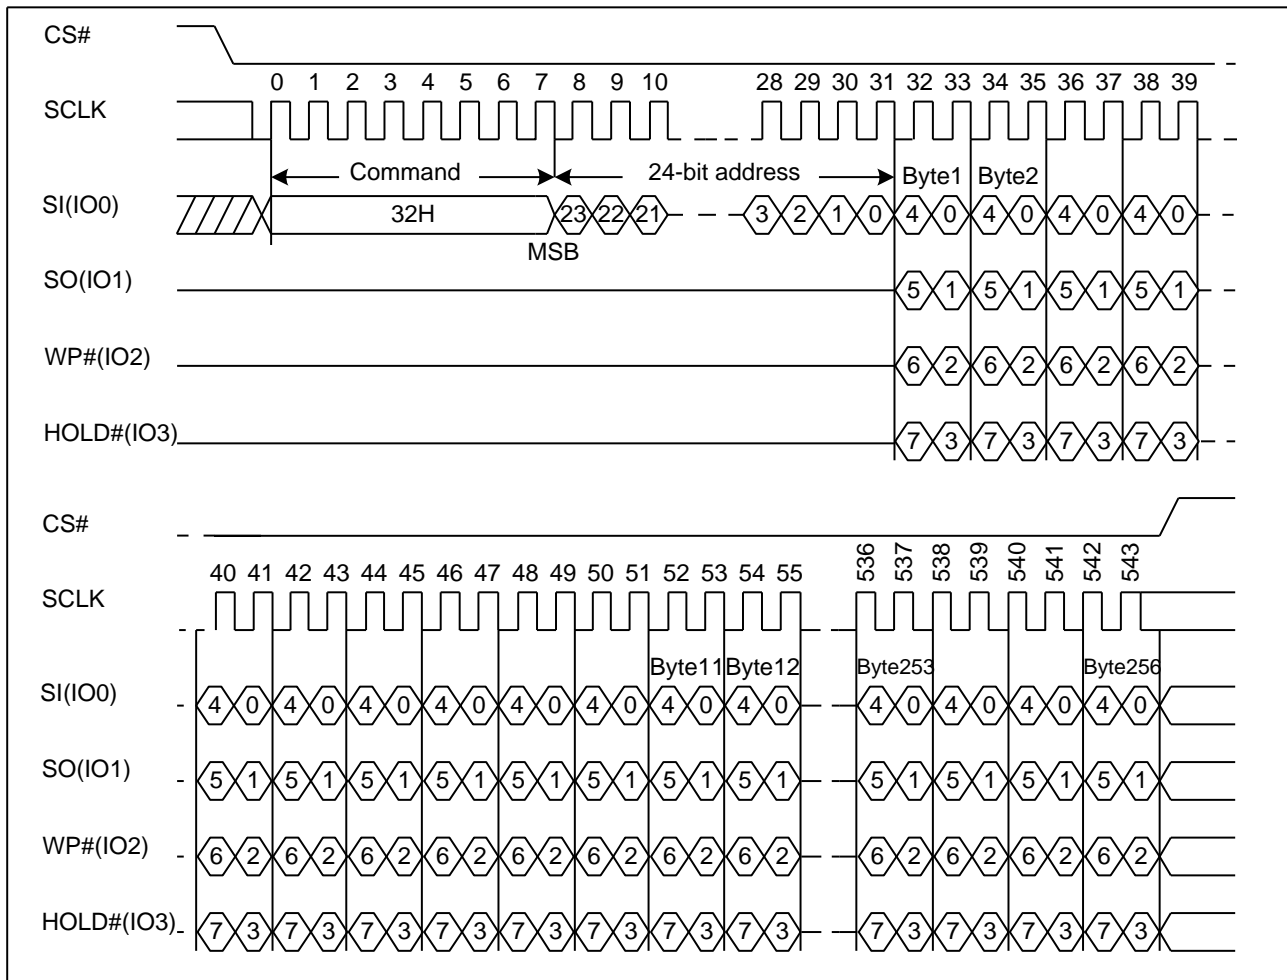 CS#
0 1 2 3 4 5 6 7 8 9 10 28 29 30 31 32 33 34 35 36 37 38 39
SCLK
Command 24-bit address Byte1 Byte2
SI(IO0) 32H 23 22 21 3 2 1 0 4 0 4 0 4 0 4 0
MSB
SO(IO1) 5 1 5 1 5 1 5 1
WP#(IO2) 6 2 6 2 6 2 6 2
HOLD#(IO3) 7 3 7 3 7 3 7 3
CS#
40 41 42 43 44 45 46 47 48 49 50 51 52 53 54 55 536 537 538 539 540 541 542 543
SCLK
Byte11 Byte12 Byte253 Byte256
SI(IO0) 4 0 4 0 4 0 4 0 4 0 4 0 4 0 4 0 4 0 4 0 4 0 4 0
SO(IO1) 5 1 5 1 5 1 5 1 5 1 5 1 5 1 5 1 5 1 5 1 5 1 5 1
WP#(IO2) 6 2 6 2 6 2 6 2 6 2 6 2 6 2 6 2 6 2 6 2 6 2 6 2
HOLD#(IO3) 7 3 7 3 7 3 7 3 7 3 7 3 7 3 7 3 7 3 7 3 7 3 7 3